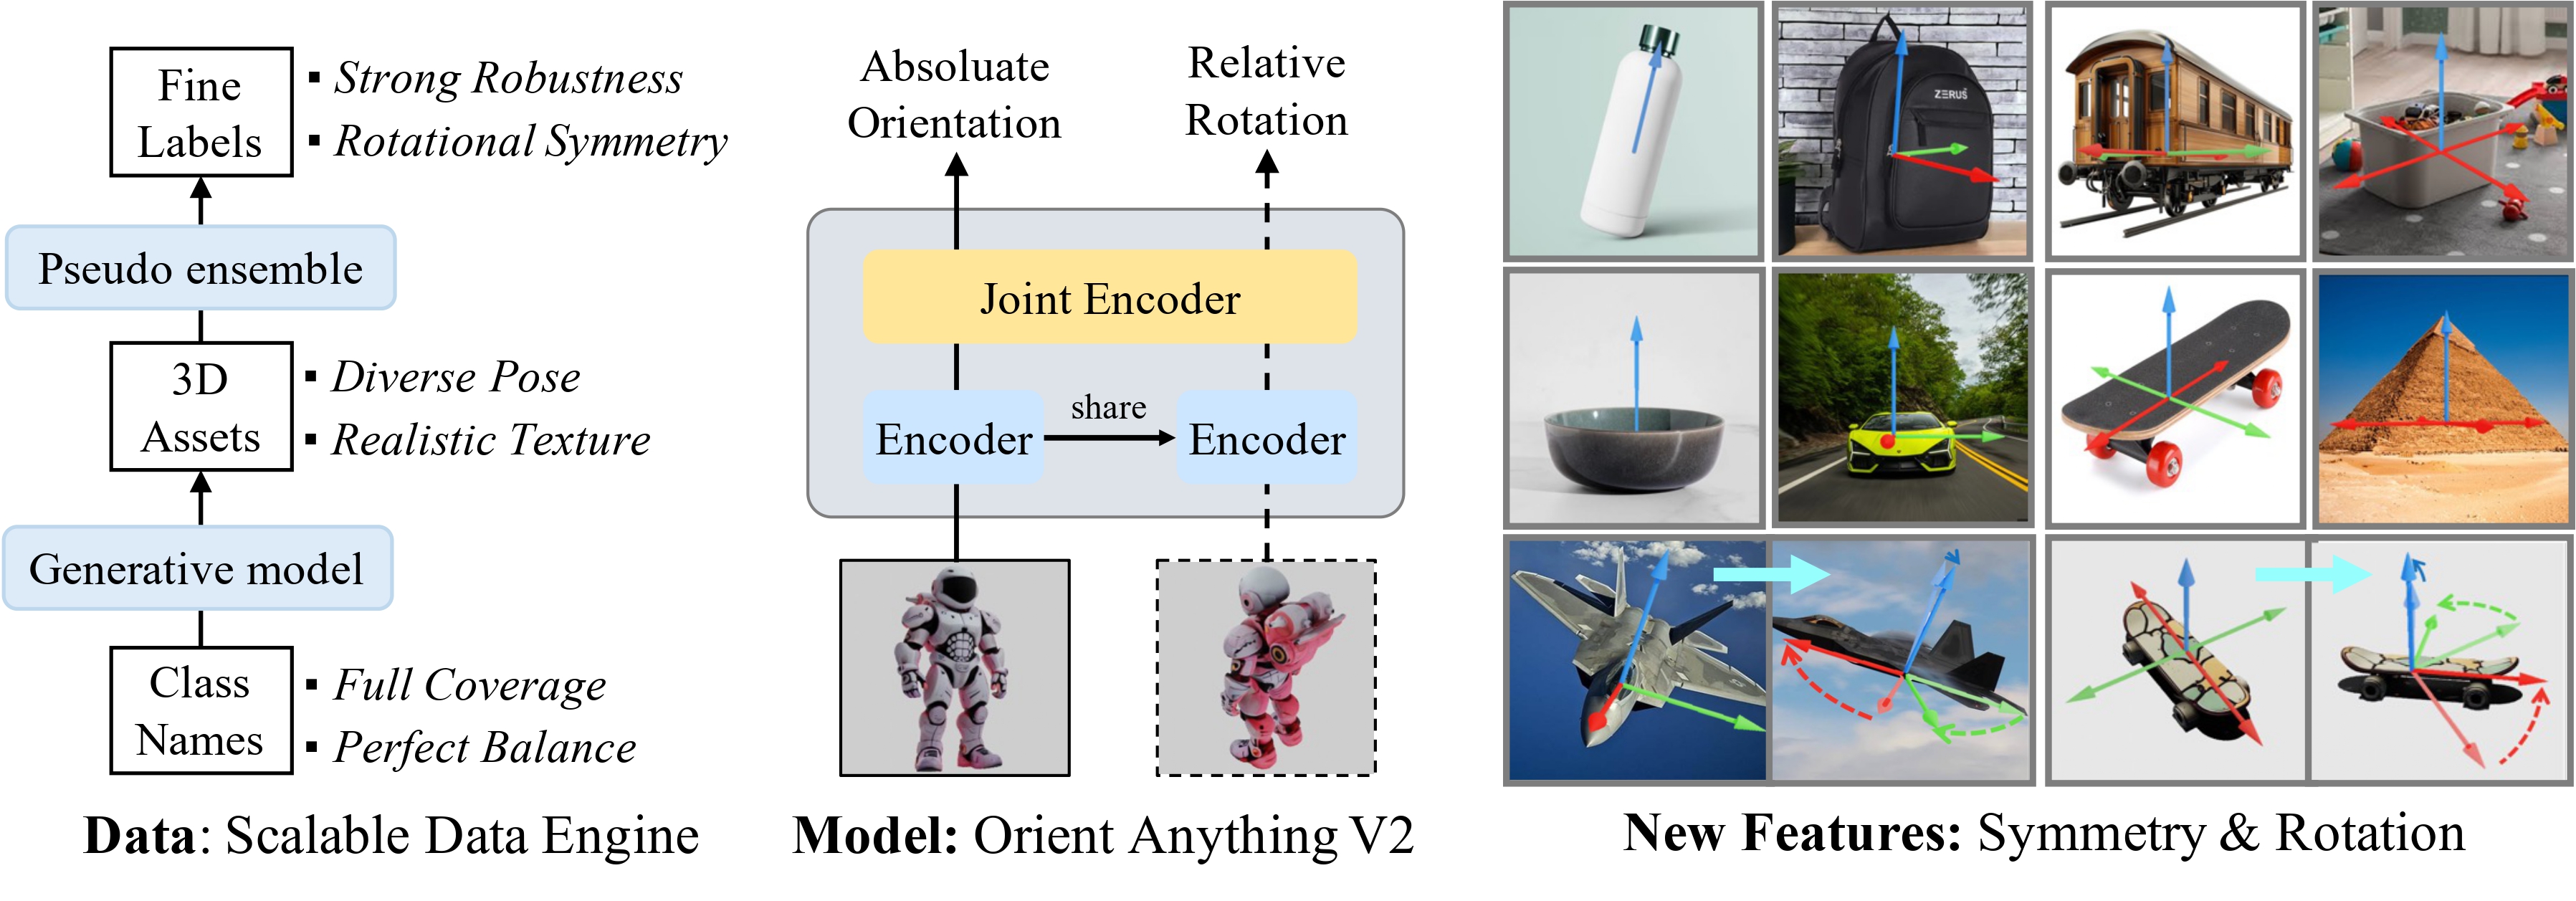 Fine
Labels
▪ Strong Robustness
▪ Rotational Symmetry
Pseudo ensemble
3D
Assets
▪ Diverse Pose
▪ Realistic Texture
Generative model
Class
Names
▪ Full Coverage
▪ Perfect Balance
Data: Scalable Data Engine
Absoluate
Orientation
Relative
Rotation
Joint Encoder
Encoder
share
Encoder
Model: Orient Anything V2
ZERUS
New Features: Symmetry & Rotation